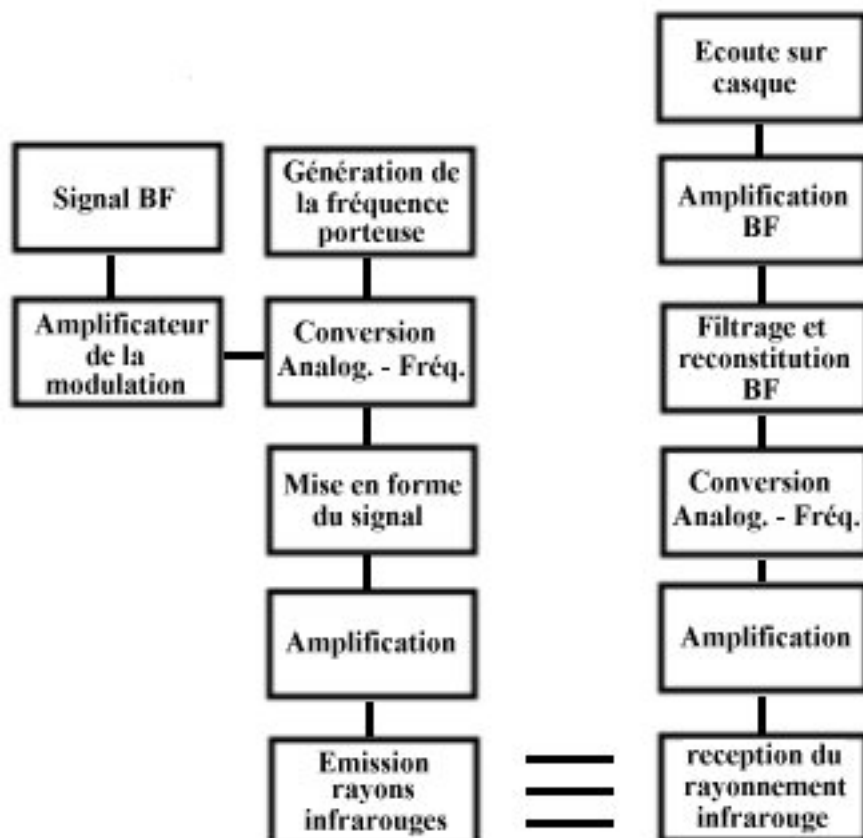 Signal BF
Amplificateur
de la
modulation
Génération de
la fréquence
porteuse
Conversion
Analog. - Fréq.
Mise en forme
du signal
Amplification
Emission
rayons
infrarouges
Ecoute sur
casque
Amplification
BF
Filtrage et
reconstitution
BF
Conversion
Analog. - Fréq.
Amplification
reception du
rayonnement
infrarouge